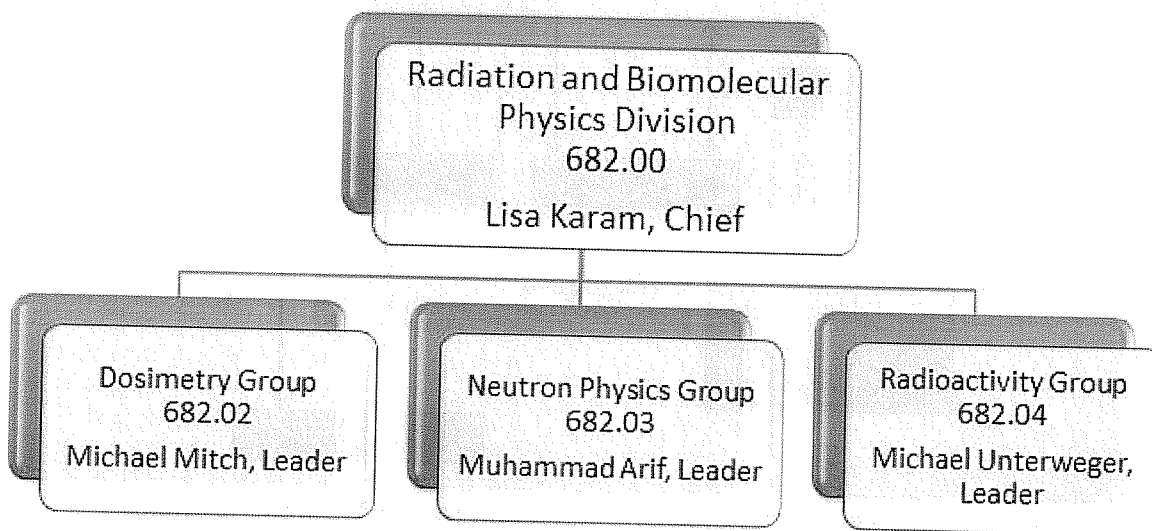 Radiation and Biomolecular
Physics Division
682.00
Lisa Karam, Chief
Dosimetry Group
682.02
Michael Mitch, Leader
Neutron Physics Group
682.03
Muhammad Arif, Leader
Radioactivity Group
682.04
Michael Unterweger,
Leader